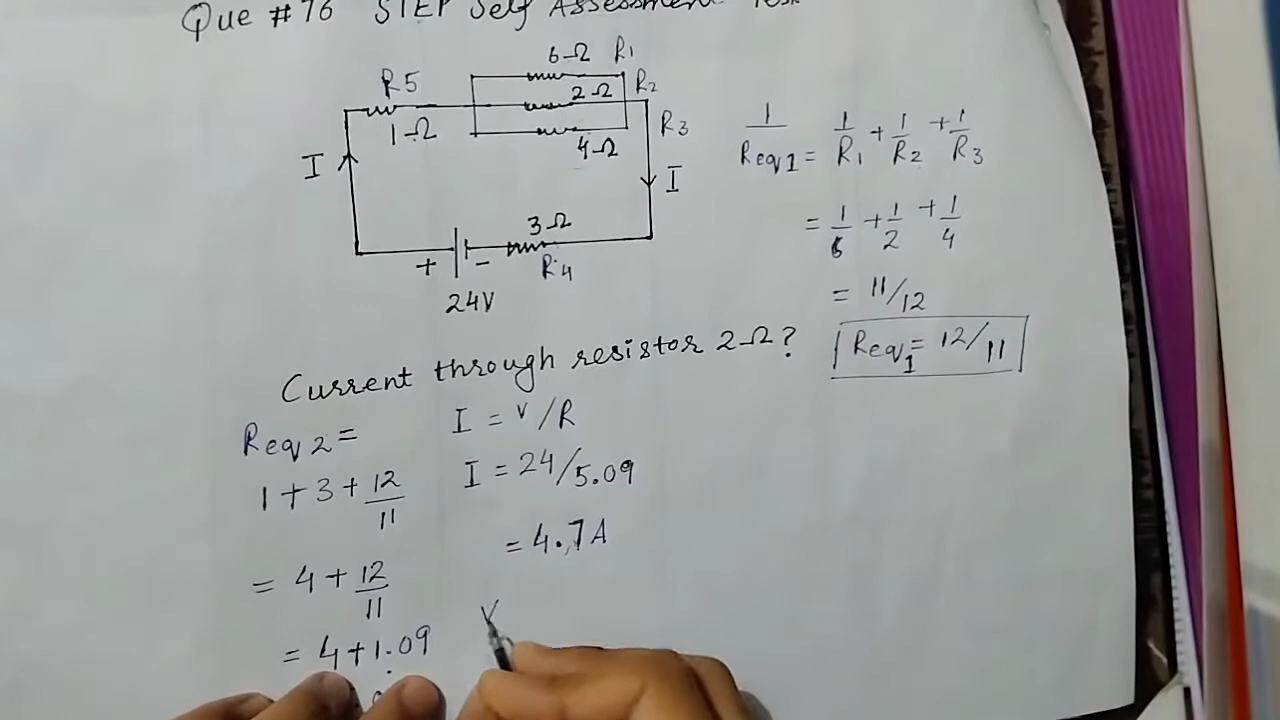 Que #76 STEP Self Assessment Test
6Ω R1
R5 2Ω R2
1Ω 4Ω R3
I I
3Ω
+ - R4
24V
1/Req1 = 1/R1 + 1/R2 + 1/R3
= 1/6 + 1/2 + 1/4
= 11/12
Req1 = 12/11
Current through resistor 2Ω?
Req2 =
1 + 3 + 12/11
= 4 + 12/11
= 4 + 1.09
I = V/R
I = 24/5.09
= 4.7A
V